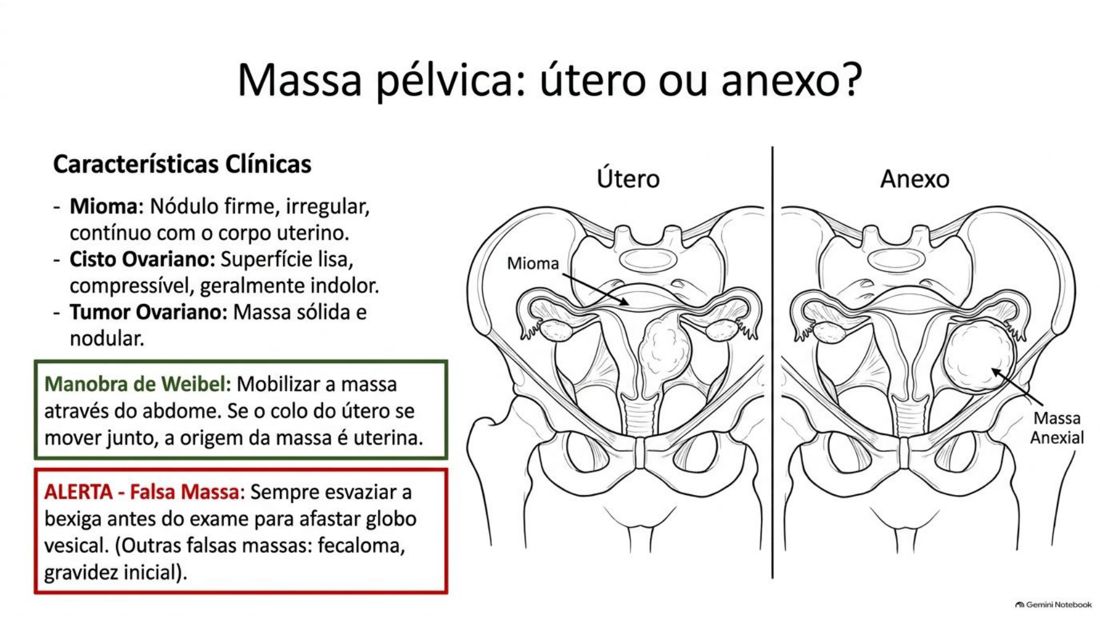 Massa pélvica: útero ou anexo?
Características Clínicas
- Mioma: Nódulo firme, irregular,
contínuo com o corpo uterino.
- Cisto Ovariano: Superfície lisa,
compressível, geralmente indolor.
- Tumor Ovariano: Massa sólida e
nodular.
Manobra de Weibel: Mobilizar a massa
através do abdome. Se o colo do útero se
mover junto, a origem da massa é uterina.
ALERTA - Falsa Massa: Sempre esvaziar a
bexiga antes do exame para afastar globo
vesical. (Outras falsas massas: fecaloma,
gravidez inicial).
Útero
Mioma
Anexo
Massa
Anexial
Gemini Notebook